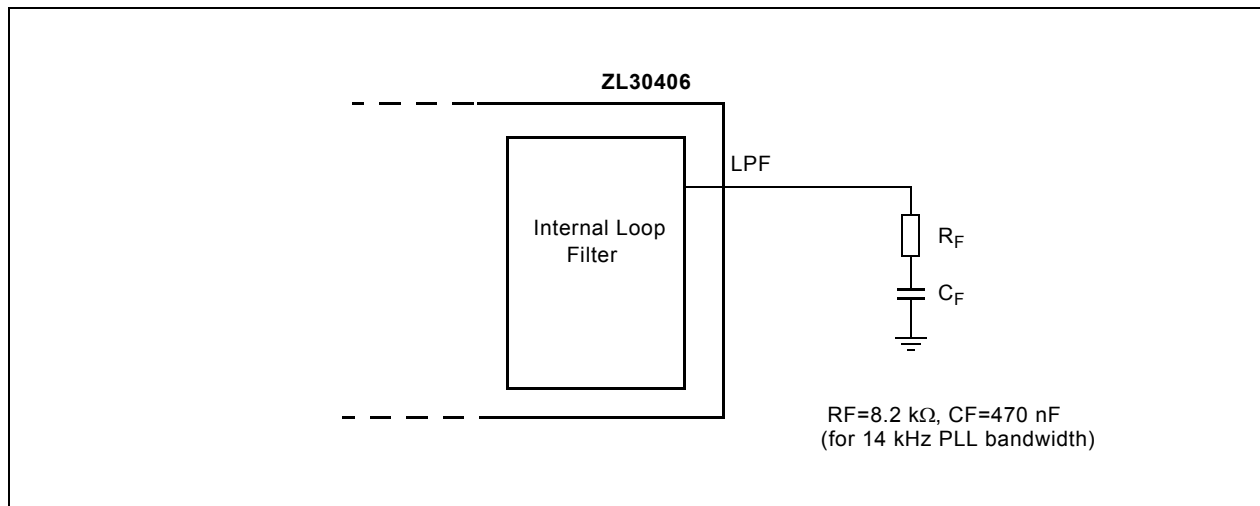 ZL30406
LPF
Internal Loop
Filter
RF
CF
RF=8.2 kΩ, CF=470 nF
(for 14 kHz PLL bandwidth)